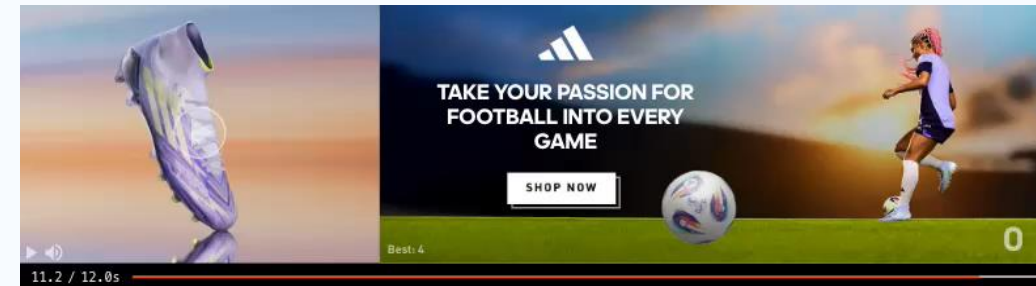 TAKE YOUR PASSION FOR
FOOTBALL INTO EVERY
GAME
SHOP NOW
Best: 4
0
11.2 / 12.0s